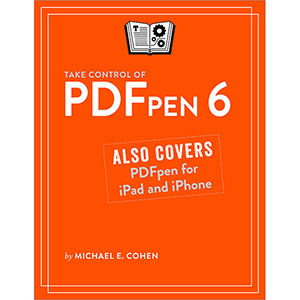 TAKE CONTROL OF
PDFPEN 6
ALSO COVERS
PDFpen for
iPad and iPhone
by MICHAEL E. COHEN